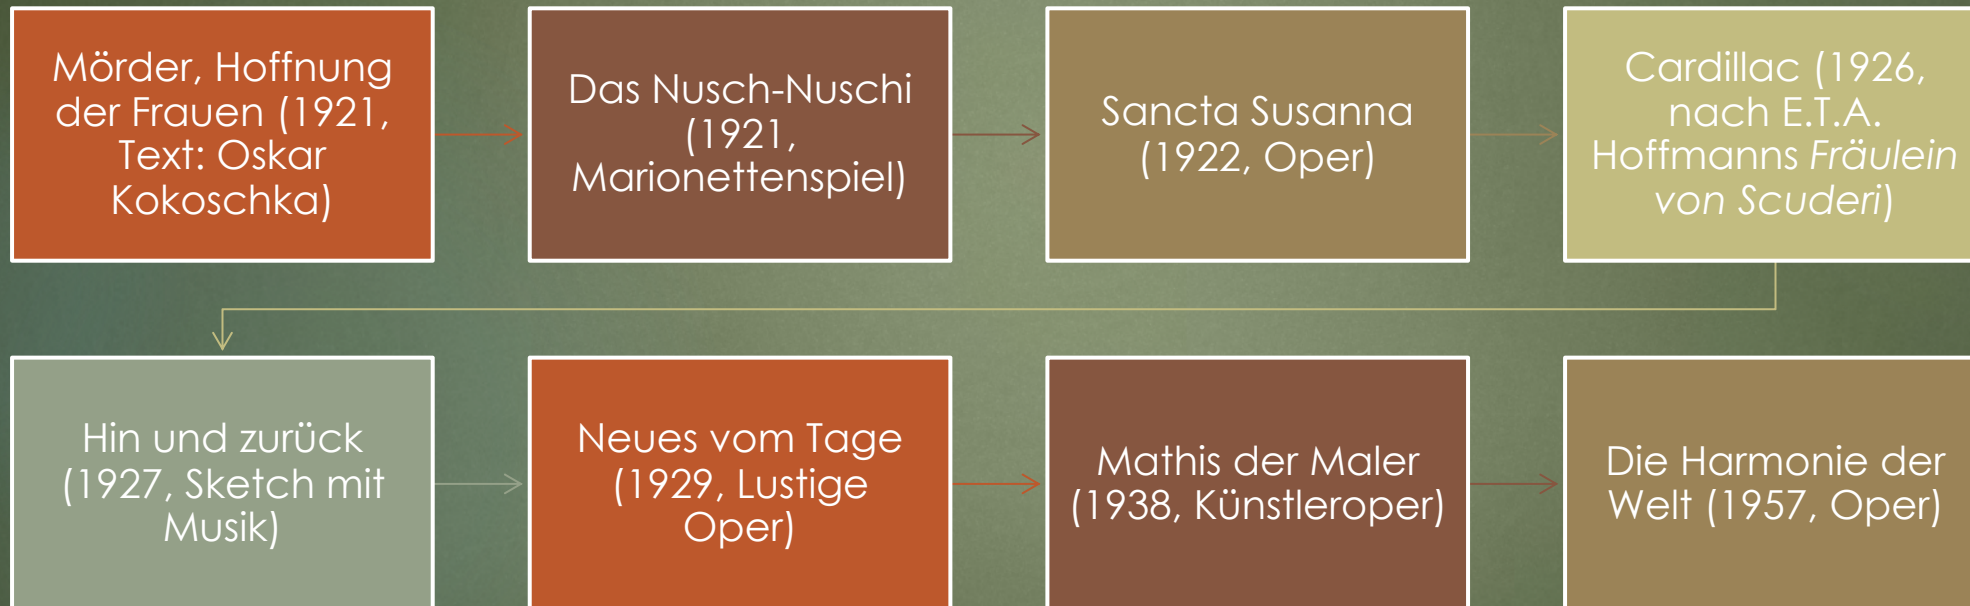 Mörder, Hoffnung
der Frauen (1921,
Text: Oskar
Kokoschka)
Das Nusch-Nuschi
(1921,
Marionettenspiel)
Sancta Susanna
(1922, Oper)
Cardillac (1926,
nach E.T.A.
Hoffmanns Fräulein
von Scuderi)
Hin und zurück
(1927, Sketch mit
Musik)
Neues vom Tage
(1929, Lustige
Oper)
Mathis der Maler
(1938, Künstleroper)
Die Harmonie der
Welt (1957, Oper)